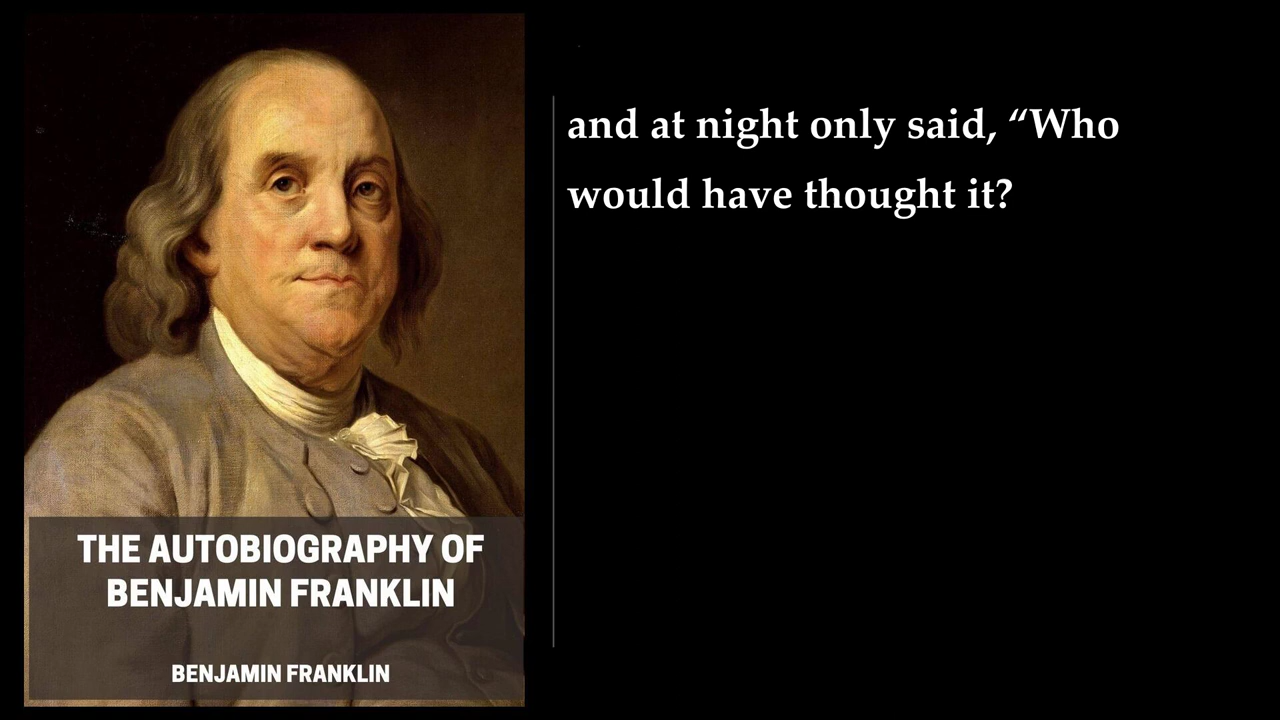 and at night only said, “Who
would have thought it?
THE AUTOBIOGRAPHY OF
BENJAMIN FRANKLIN
BENJAMIN FRANKLIN